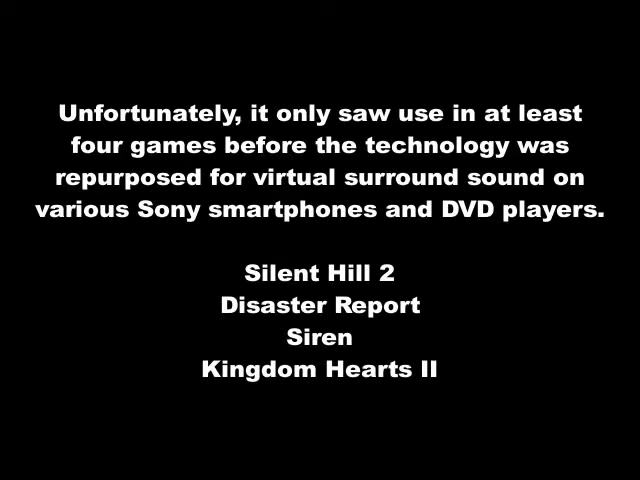 Unfortunately, it only saw use in at least
four games before the technology was
repurposed for virtual surround sound on
various Sony smartphones and DVD players.
Silent Hill 2
Disaster Report
Siren
Kingdom Hearts II